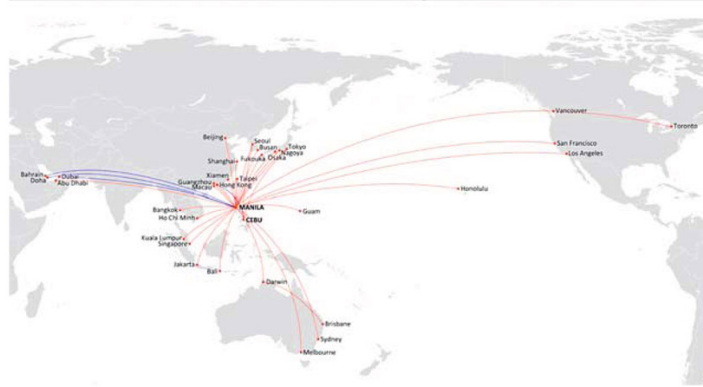 Vancouver
Toronto
San Francisco
Los Angeles
Beijing
Seoul
Busan
Tokyo
Nagoya
Osaka
Fukouka
Shanghai
Xiamen
Taipei
Guangzhou
Hong Kong
Macau
Bahrain
Dubai
Doha
Abu Dhabi
Honolulu
MANILA
Bangkok
Guam
Ho Chi Minh
CEBU
Kuala Lumpur
Singapore
Jakarta
Bali
Darwin
Brisbane
Sydney
Melbourne